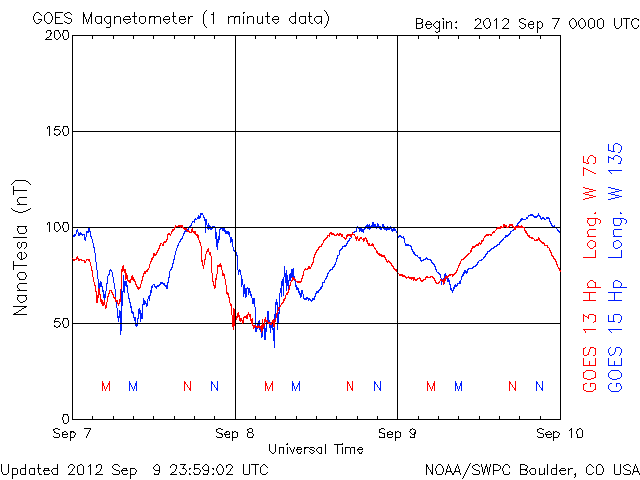 GOES Magnetometer (1 minute data)
Begin: 2012 Sep 7 0000 UTC
200
150
100
50
0
NanoTesla (nT)
M M N N M M N N M M N N
Sep 7 Sep 8 Sep 9 Sep 10
Universal Time
GOES 13 Hp Long. W 75
GOES 15 Hp Long. W 135
Updated 2012 Sep 9 23:59:02 UTC
NOAA/SWPC Boulder, CO USA